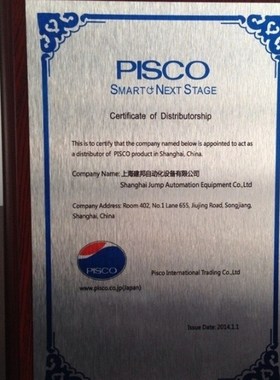 PISCO
SMART NEXT STAGE
Certificate of Distributorship
This is to certify that the company named below is appointed to act as
a distributor of PISCO product in Shanghai, China.
Company Name: 上海建邦自动化设备有限公司
Shanghai Jump Automation Equipment Co.,Ltd
Company Address: Room 402, No.1 Lane 655, Jiujing Road, Songjiang,
Shanghai, China
PISCO
Pisco International Trading Co.,Ltd
www.pisco.co.jp(Japan)
Issue Date: 2014.1.1